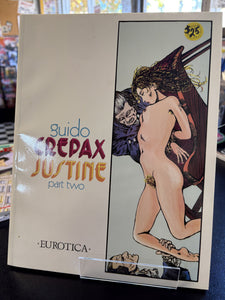 $25
guido
CREPAX
JUSTINE
part two
·EUROTICA·